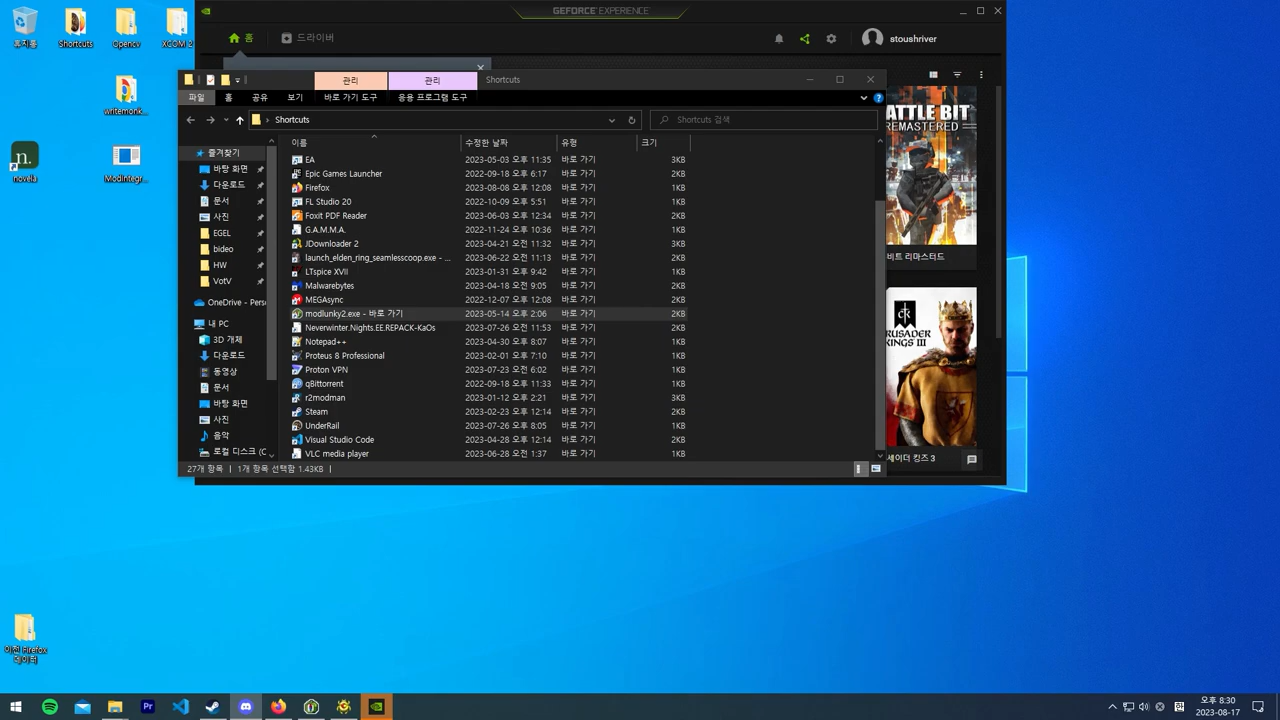 GEFORCE EXPERIENCE
홈
드라이버
stoushriver
휴지통
Shortcuts
Opencv
XCOM 2
writemonk...
novela
ModIntegr...
이전 Firefox
데이터
관리
관리
Shortcuts
파일
홈
공유
보기
바로 가기 도구
응용 프로그램 도구
Shortcuts
Shortcuts 검색
즐겨찾기
바탕 화면
다운로드
문서
사진
EGEL
bideo
HW
VotV
OneDrive - Perso
내 PC
3D 개체
다운로드
동영상
문서
바탕 화면
사진
음악
로컬 디스크 (C
이름 수정한 날짜 유형 크기
EA 2023-05-03 오후 11:35 바로 가기 3KB
Epic Games Launcher 2022-09-18 오후 6:17 바로 가기 2KB
Firefox 2023-08-08 오후 12:08 바로 가기 1KB
FL Studio 20 2022-10-09 오후 5:51 바로 가기 1KB
Foxit PDF Reader 2023-06-03 오후 12:34 바로 가기 2KB
G.A.M.M.A. 2022-11-24 오후 10:36 바로 가기 1KB
JDownloader 2 2023-04-21 오전 11:32 바로 가기 3KB
launch_elden_ring_seamlesscoop.exe - ... 2023-06-22 오전 11:13 바로 가기 2KB
LTspice XVII 2023-01-31 오후 9:42 바로 가기 1KB
Malwarebytes 2023-04-18 오후 9:05 바로 가기 2KB
MEGAsync 2022-12-07 오후 12:08 바로 가기 1KB
modlunky2.exe - 바로 가기 2023-05-14 오후 2:06 바로 가기 2KB
Neverwinter.Nights.EE.REPACK-KaOs 2023-07-26 오전 11:53 바로 가기 2KB
Notepad++ 2023-04-30 오후 8:07 바로 가기 1KB
Proteus 8 Professional 2023-02-01 오후 7:10 바로 가기 1KB
Proton VPN 2023-07-23 오전 6:02 바로 가기 1KB
qBittorrent 2022-09-18 오후 11:33 바로 가기 1KB
r2modman 2023-01-12 오후 2:21 바로 가기 3KB
Steam 2023-02-23 오후 12:14 바로 가기 2KB
UnderRail 2023-07-26 오후 8:05 바로 가기 1KB
Visual Studio Code 2023-04-28 오후 12:14 바로 가기 2KB
VLC media player 2023-06-28 오전 1:37 바로 가기 1KB
27개 항목 1개 항목 선택함 1.43KB
ATTLE BIT
REMASTERED
비트 리마스터드
CRUSADER
KINGS III
세이더 킹즈 3
Pr
오후 8:30
2023-08-17